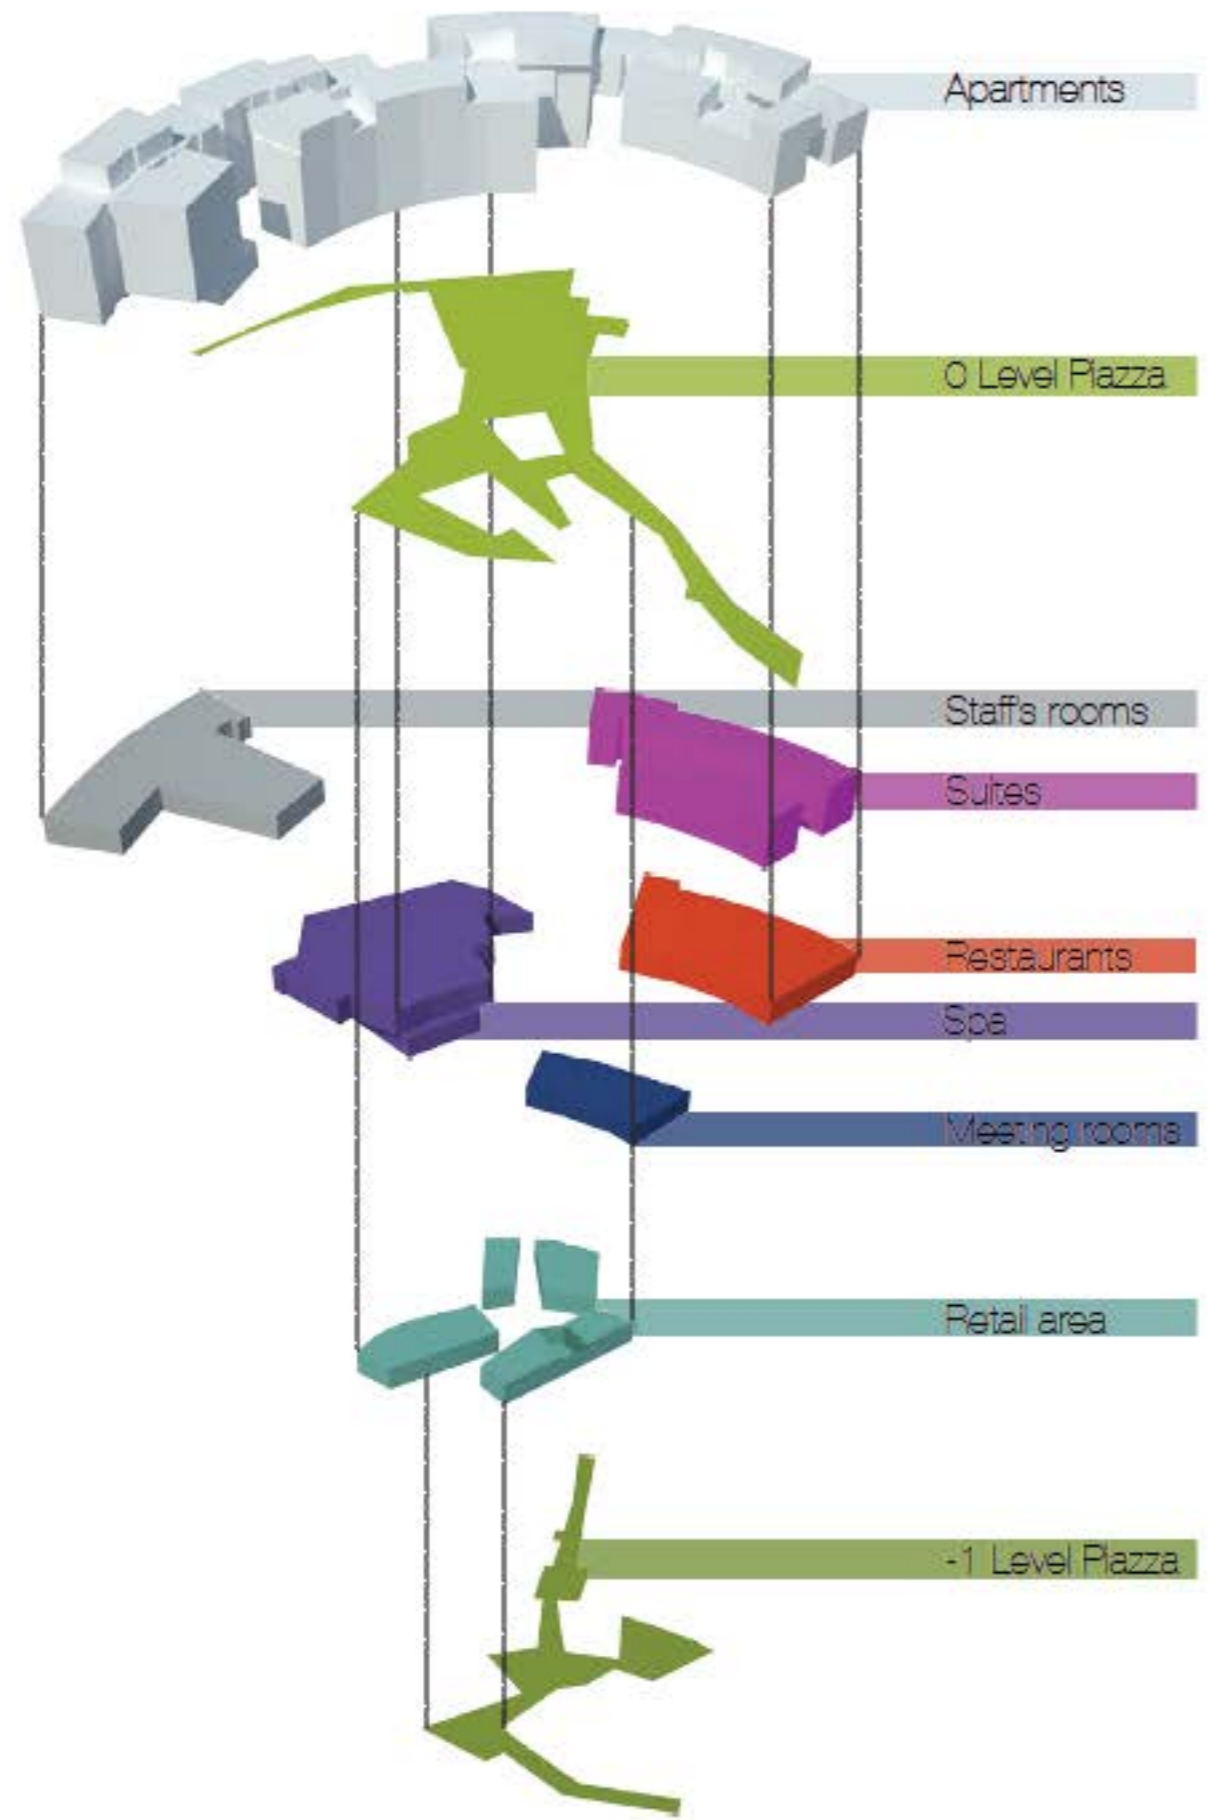 Apartments
0 Level Piazza
Staff's rooms
Suites
Restaurants
Spa
Meeting rooms
Retail area
-1 Level Piazza